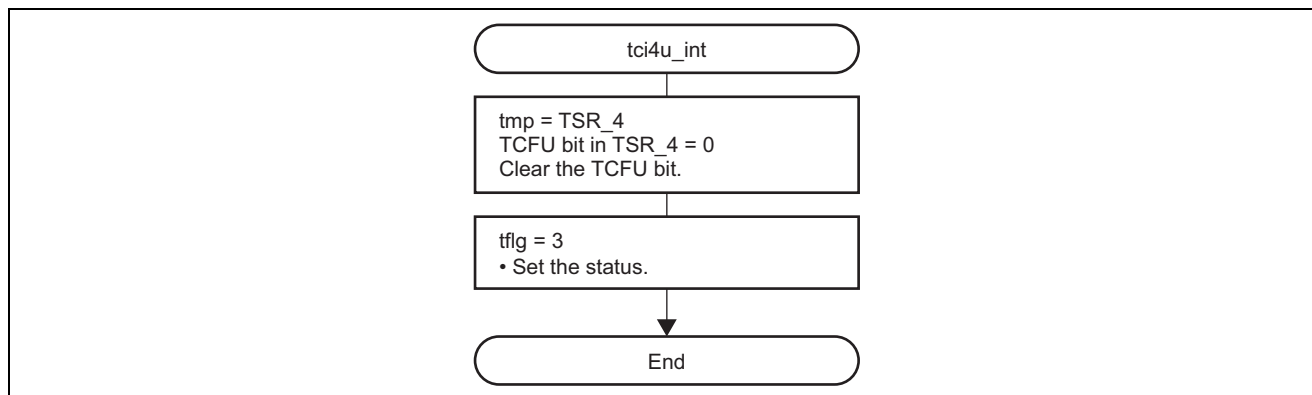 tci4u_int
tmp = TSR_4
TCFU bit in TSR_4 = 0
Clear the TCFU bit.
tflg = 3
• Set the status.
End